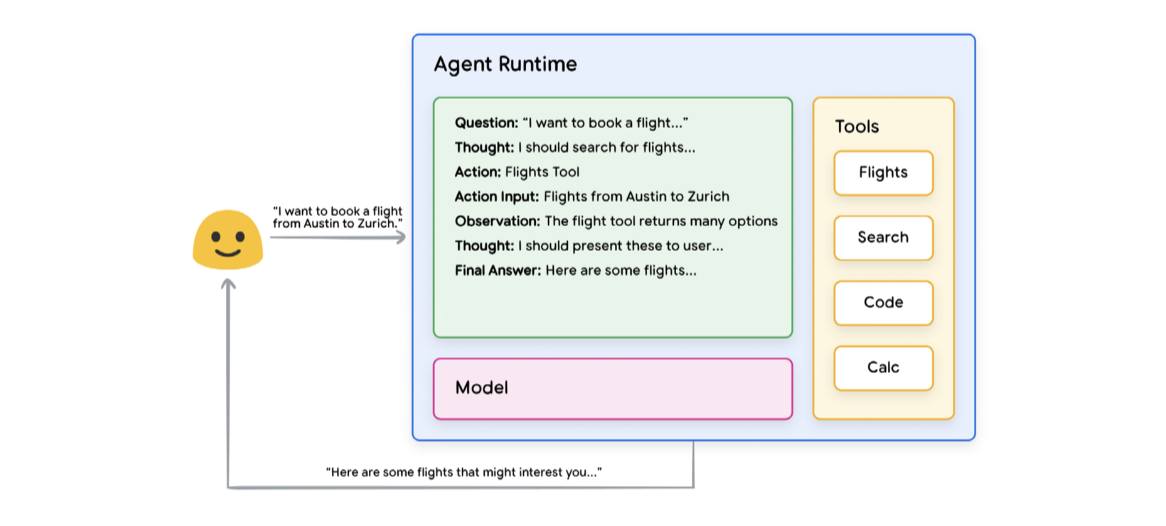 Agent Runtime
Question: “I want to book a flight...”
Thought: I should search for flights...
Action: Flights Tool
Action Input: Flights from Austin to Zurich
Observation: The flight tool returns many options
Thought: I should present these to user...
Final Answer: Here are some flights...
Tools
Flights
Search
Code
Calc
"I want to book a flight
from Austin to Zurich."
Model
"Here are some flights that might interest you..."